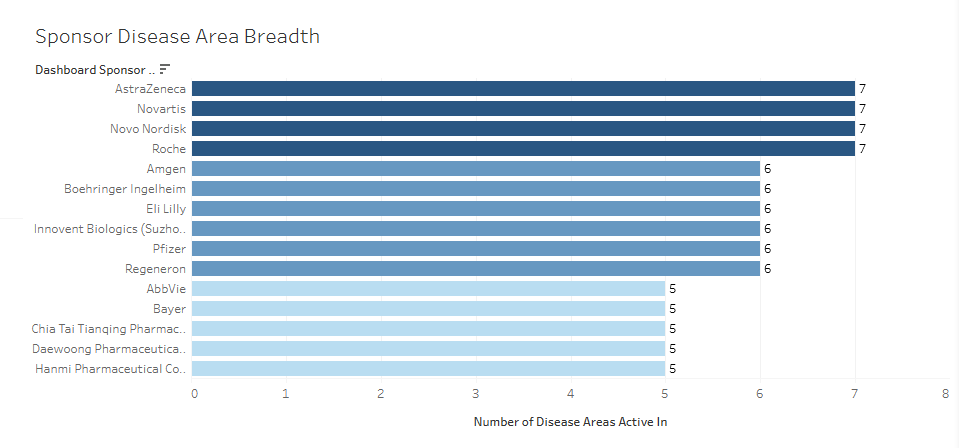 Sponsor Disease Area Breadth
Dashboard Sponsor ..
AstraZeneca 7
Novartis 7
Novo Nordisk 7
Roche 7
Amgen 6
Boehringer Ingelheim 6
Eli Lilly 6
Innovent Biologics (Suzho.. 6
Pfizer 6
Regeneron 6
AbbVie 5
Bayer 5
Chia Tai Tianqing Pharmac.. 5
Daewoong Pharmaceutica.. 5
Hanmi Pharmaceutical Co.. 5
0 1 2 3 4 5 6 7 8
Number of Disease Areas Active In